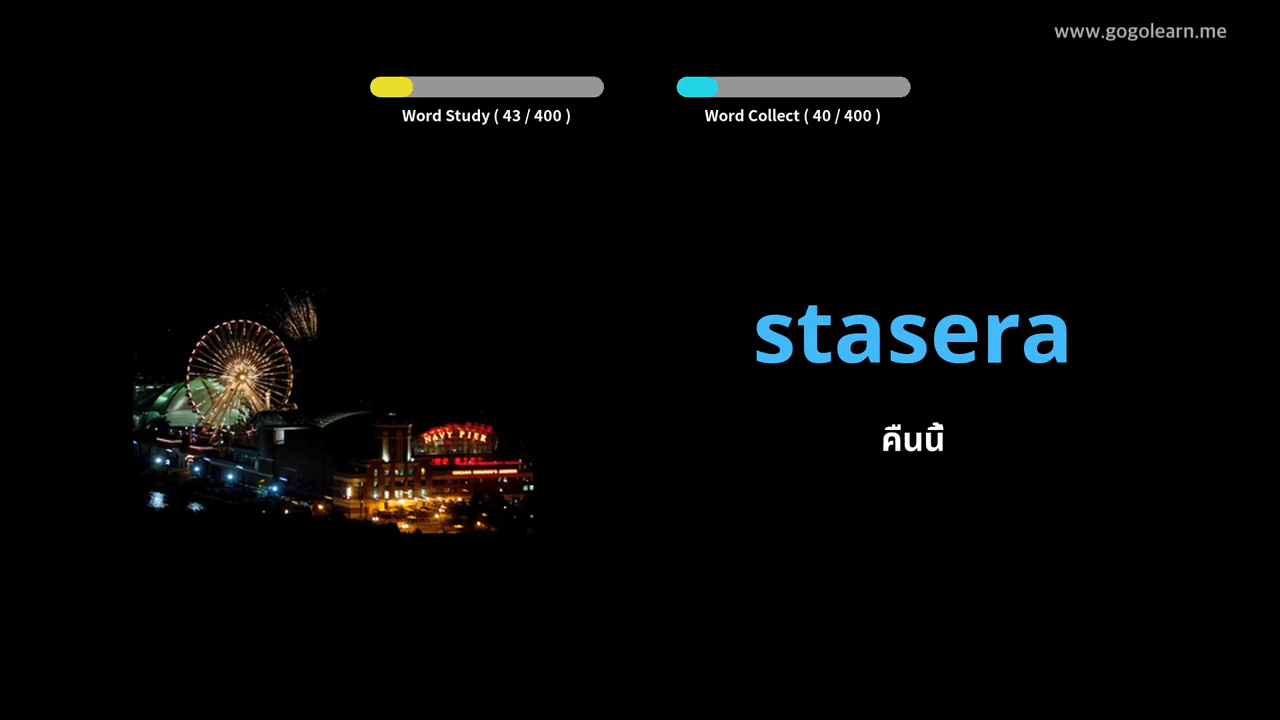 www.gogolearn.me
Word Study ( 43 / 400 )
Word Collect ( 40 / 400 )
stasera
คืนนี้
NAVY PIER